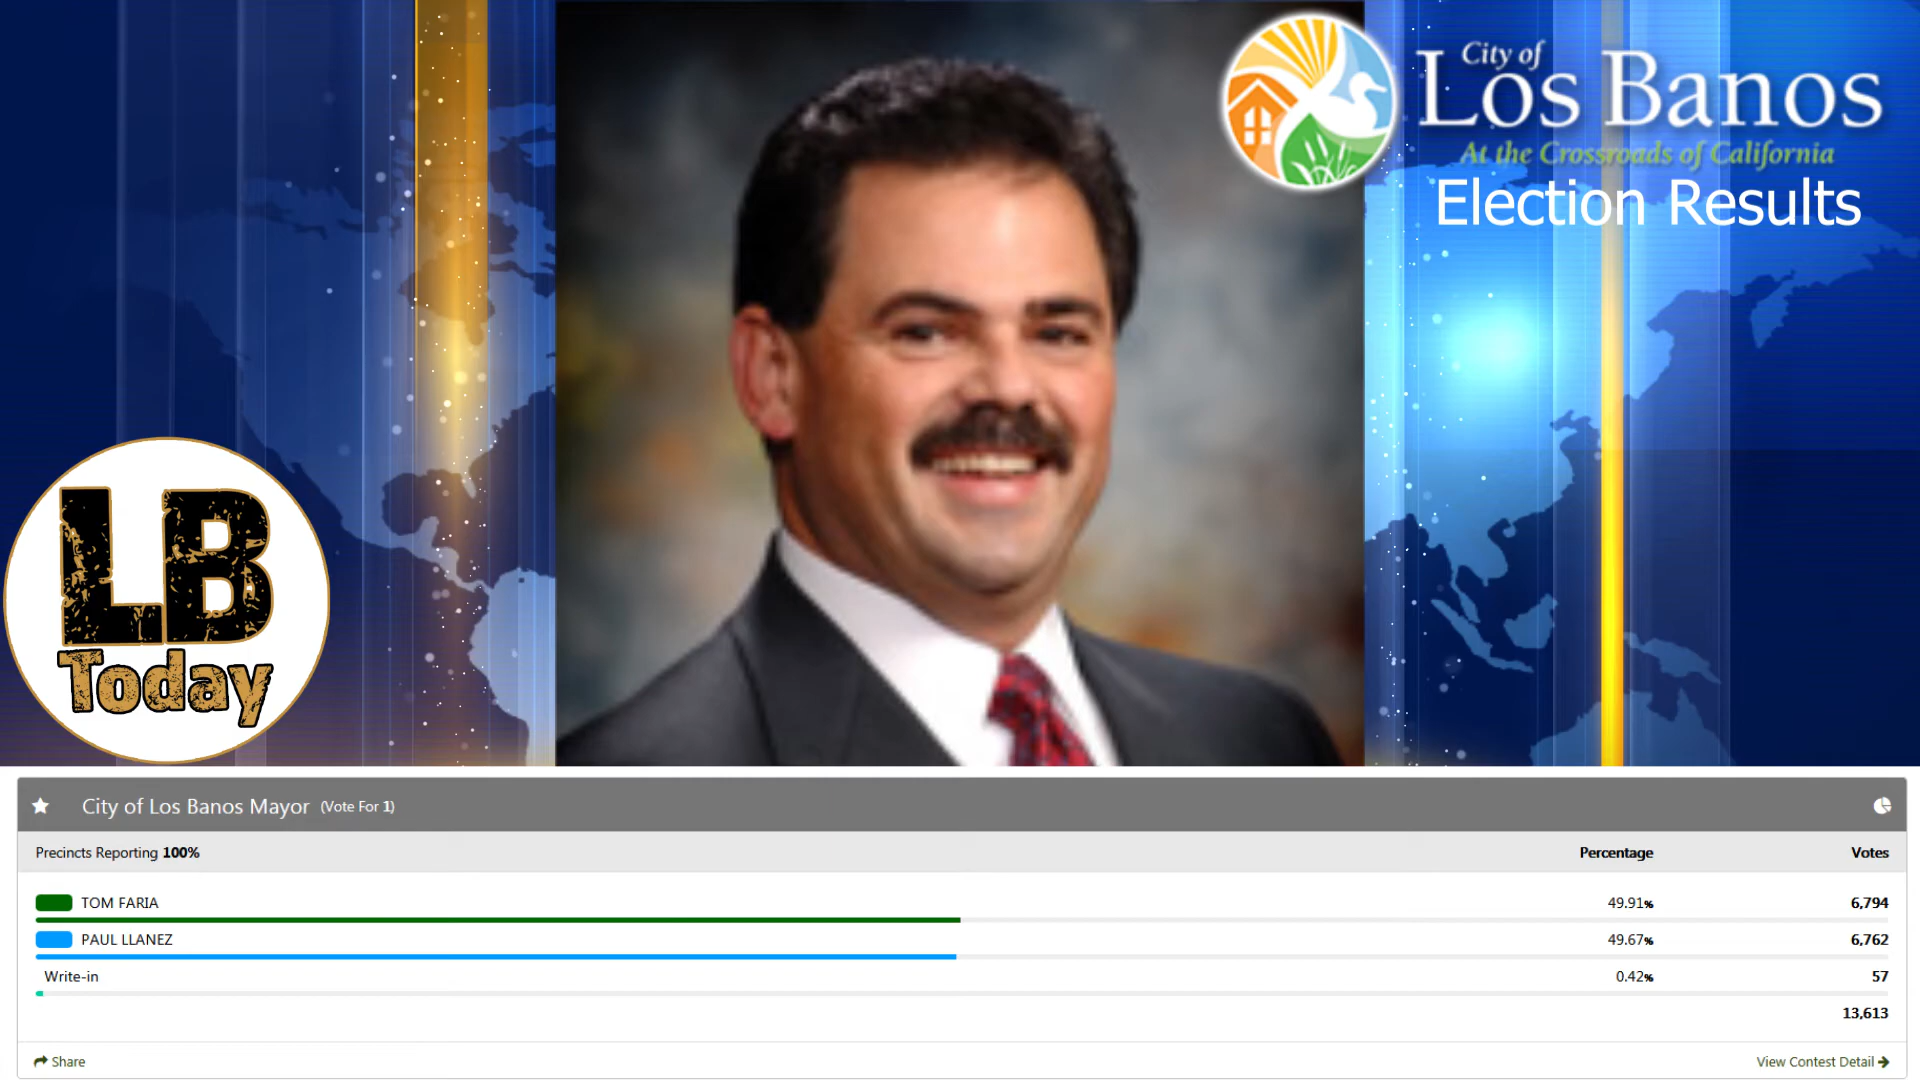 City of
Los Banos
At the Crossroads of California
Election Results
LB
Today
City of Los Banos Mayor (Vote For 1)
Precincts Reporting 100% Percentage Votes
TOM FARIA 49.91% 6,794
PAUL LLANEZ 49.67% 6,762
Write-in 0.42% 57
13,613
Share View Contest Detail